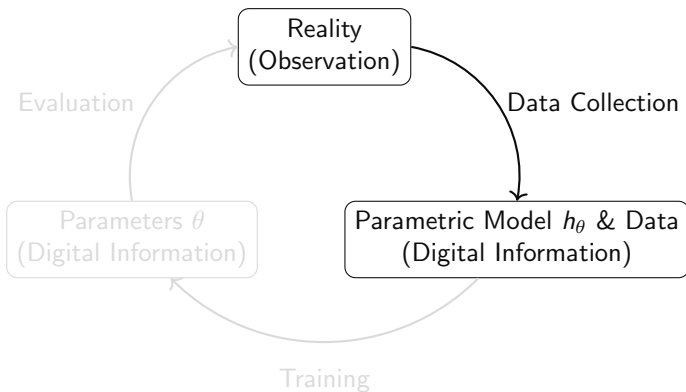 Reality
(Observation)
Evaluation
Data Collection
Parameters θ
(Digital Information)
Parametric Model h_θ & Data
(Digital Information)
Training